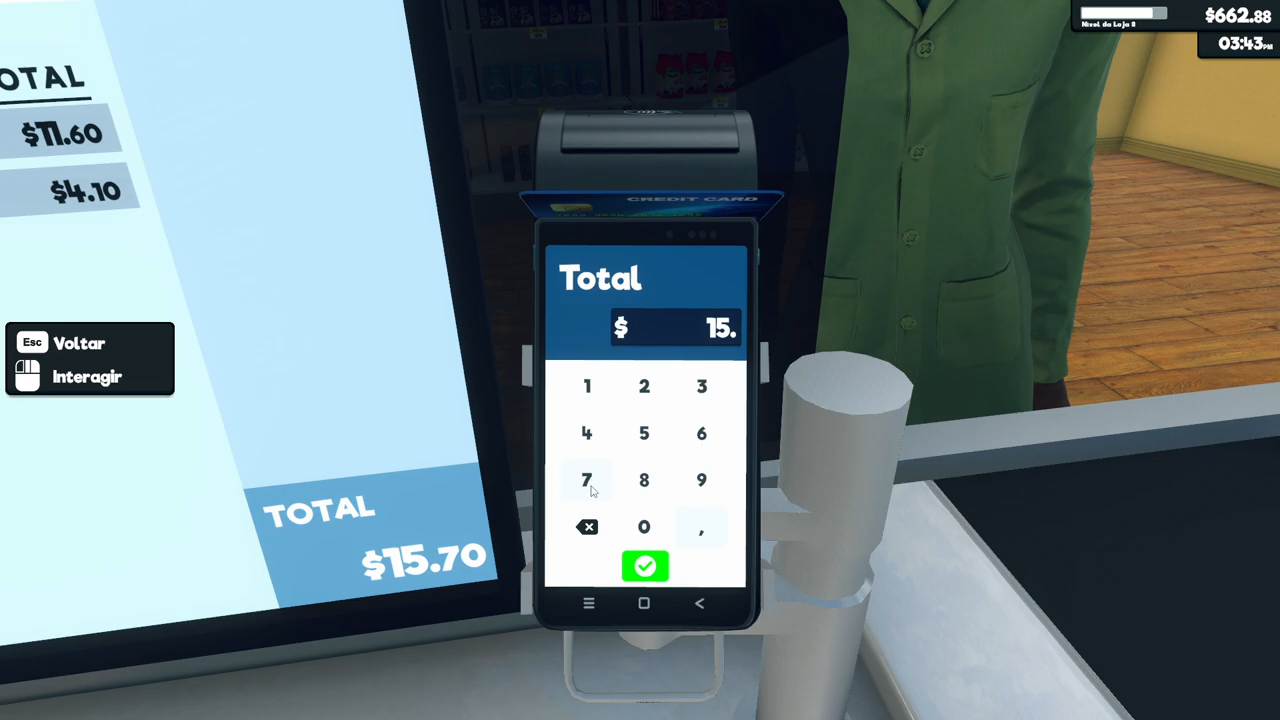 $662.88
Nível da Loja 8
03:43PM
OTAL
$11.60
$4.10
CREDIT CARD
Total
$ 15.
Esc Voltar
Interagir
1 2 3
4 5 6
7 8 9
0 ,
TOTAL
$15.70